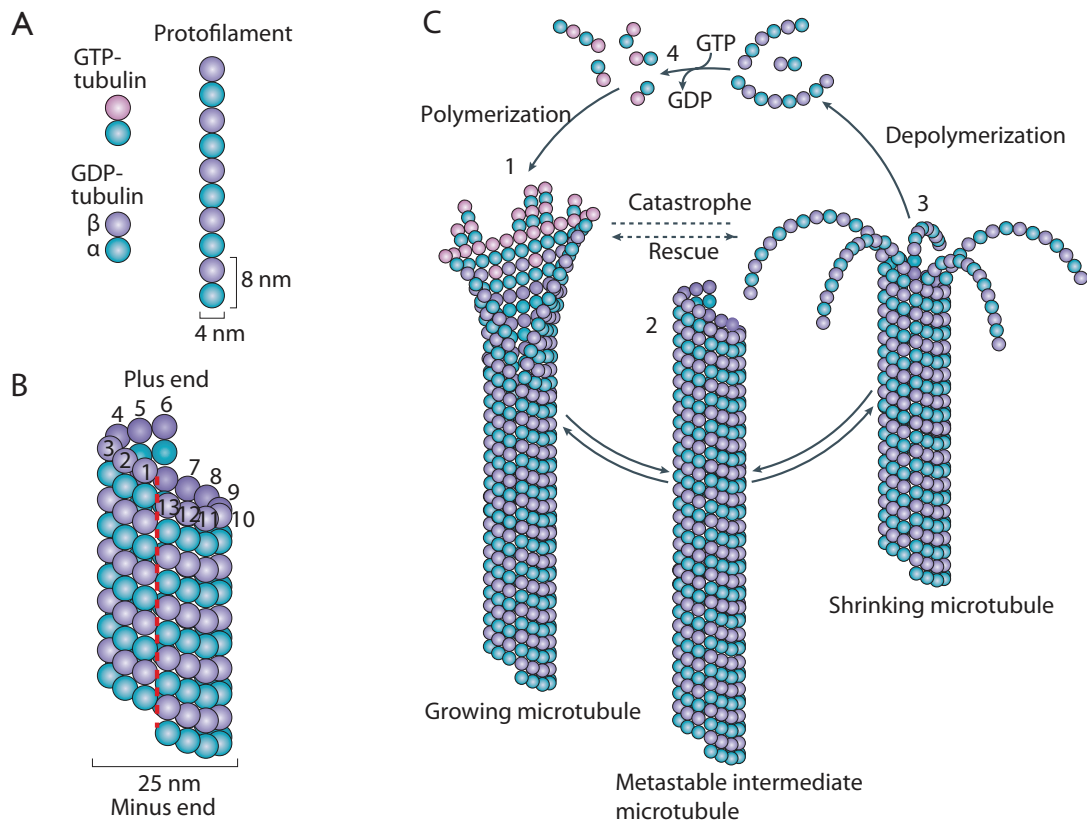 A
Protofilament
GTP-
tubulin
GDP-
tubulin
β
α
8 nm
4 nm
B
Plus end
4
5
6
3
2
1
7
8
9
13
12
11
10
25 nm
Minus end
C
4
GTP
GDP
Polymerization
Depolymerization
1
Catastrophe
Rescue
3
2
Shrinking microtubule
Growing microtubule
Metastable intermediate
microtubule